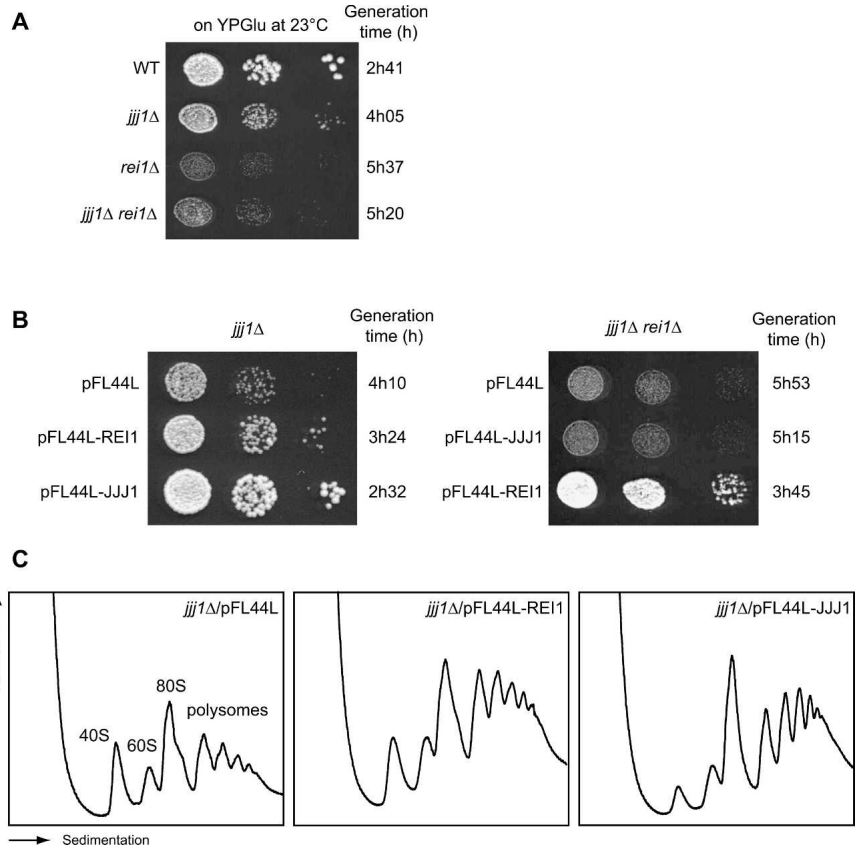 A
on YPGlu at 23°C
Generation
time (h)
WT
2h41
jjj1Δ
4h05
rei1Δ
5h37
jjj1Δ rei1Δ
5h20
B
jjj1Δ
Generation
time (h)
pFL44L
4h10
pFL44L-REI1
3h24
pFL44L-JJJ1
2h32
jjj1Δ rei1Δ
Generation
time (h)
pFL44L
5h53
pFL44L-JJJ1
5h15
pFL44L-REI1
3h45
C
jjj1Δ/pFL44L
40S
60S
80S
polysomes
jjj1Δ/pFL44L-REI1
jjj1Δ/pFL44L-JJJ1
Sedimentation